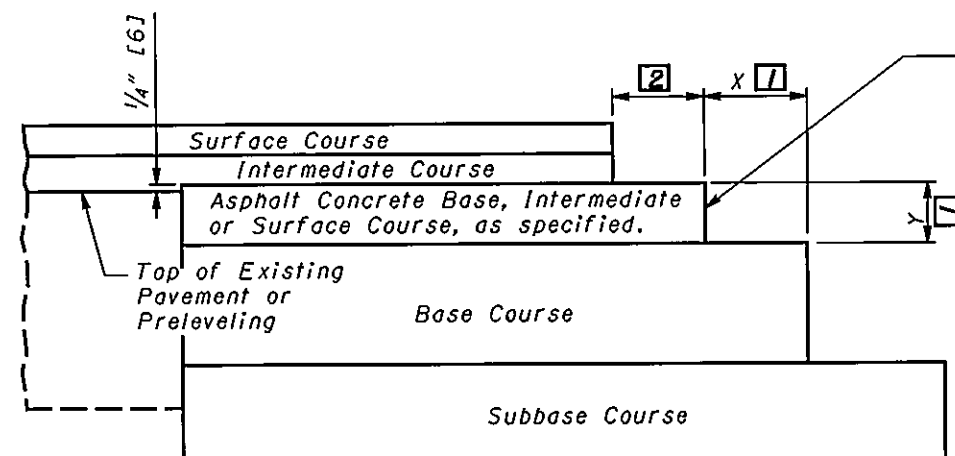 ¼" [6]
2
X 1
Surface Course
Intermediate Course
Asphalt Concrete Base, Intermediate
or Surface Course, as specified.
Y 1
Top of Existing
Pavement or
Preleveling
Base Course
Subbase Course